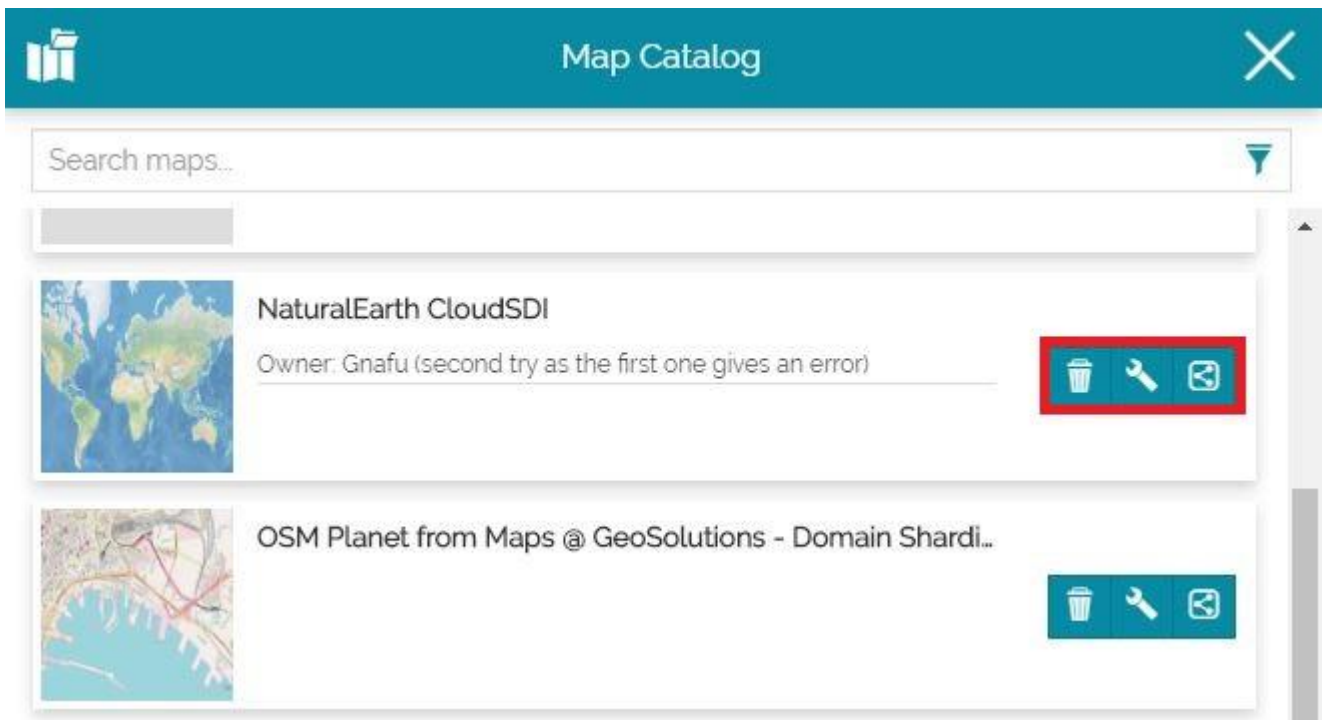 Map Catalog
Search maps...
NaturalEarth CloudSDI
Owner: Gnafu (second try as the first one gives an error)
OSM Planet from Maps @ GeoSolutions - Domain Shardi...